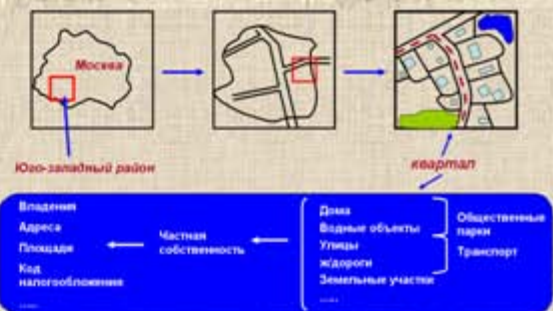 Москва
Юго-западный район
квартал
Владения
Адреса
Площади
Код
налогообложения
Частная
собственность
Дома
Водные объекты
Улицы
ж/дороги
Земельные участки
Общественные
парки
Транспорт